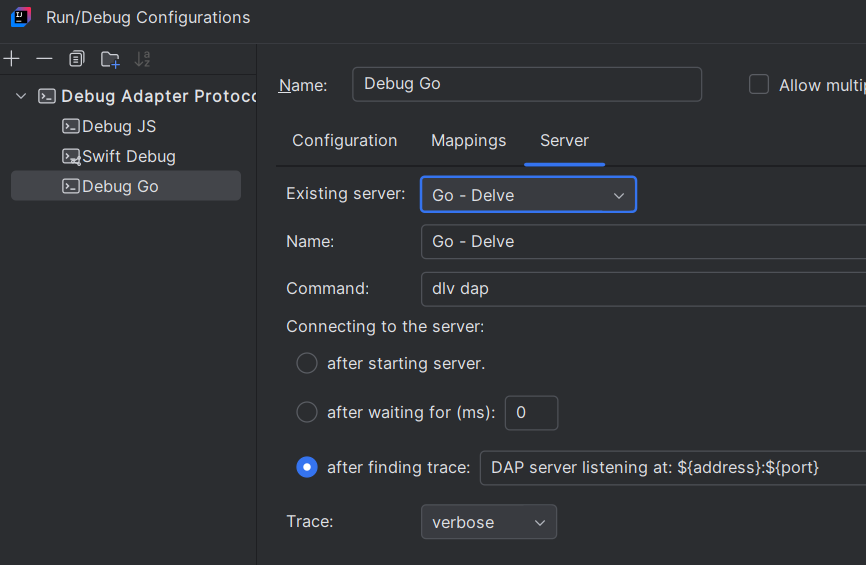 Run/Debug Configurations
Debug Adapter Protoc
Debug JS
Swift Debug
Debug Go
Name:
Debug Go
Allow multip
Configuration
Mappings
Server
Existing server:
Go - Delve
Name:
Go - Delve
Command:
dlv dap
Connecting to the server:
after starting server.
after waiting for (ms):
0
after finding trace:
DAP server listening at: ${address}:${port}
Trace:
verbose